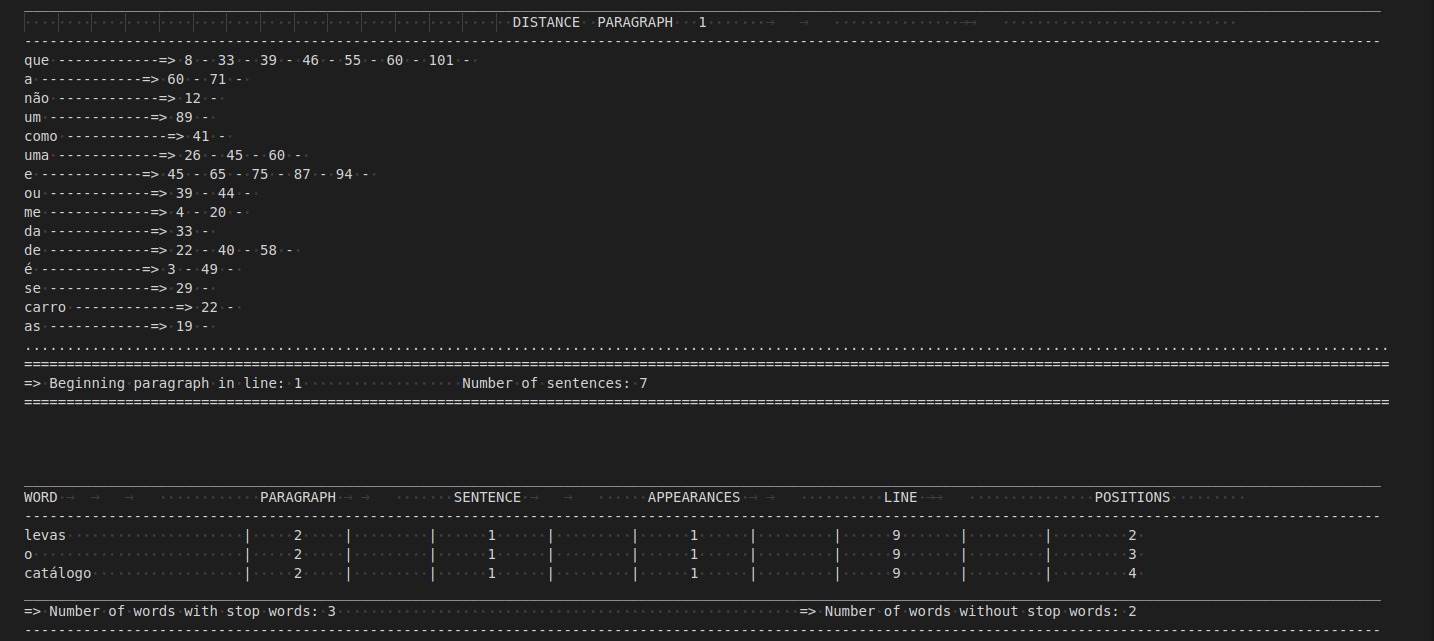 DISTANCE PARAGRAPH 1
que ------------=> 8 - 33 - 39 - 46 - 55 - 60 - 101 -
a ------------=> 60 - 71 -
não ------------=> 12 -
um ------------=> 89 -
como ------------=> 41 -
uma ------------=> 26 - 45 - 60 -
e ------------=> 45 - 65 - 75 - 87 - 94 -
ou ------------=> 39 - 44 -
me ------------=> 4 - 20 -
da ------------=> 33 -
de ------------=> 22 - 40 - 58 -
é ------------=> 3 - 49 -
se ------------=> 29 -
carro ------------=> 22 -
as ------------=> 19 -
=> Beginning paragraph in line: 1 Number of sentences: 7
WORD PARAGRAPH SENTENCE APPEARANCES LINE POSITIONS
levas | 2 | | 1 | | 1 | | 9 | | 2
o | 2 | | 1 | | 1 | | 9 | | 3
catálogo | 2 | | 1 | | 1 | | 9 | | 4
=> Number of words with stop words: 3 => Number of words without stop words: 2